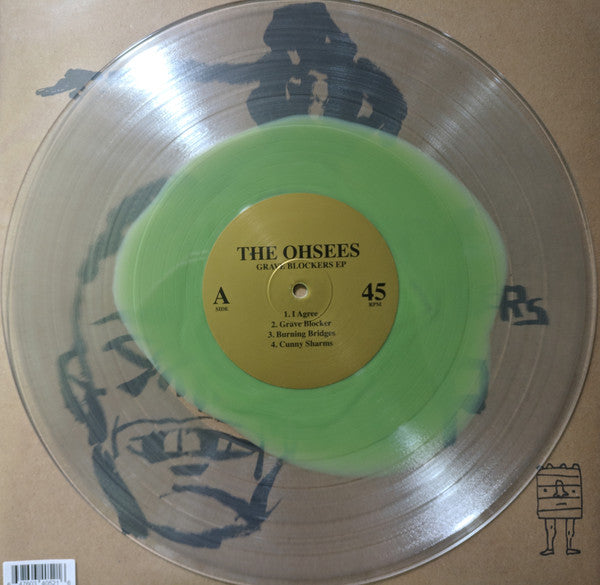 THE OHSEES
GRAVE BLOCKERS EP
A
SIDE
45
RPM
1. I Agree
2. Grave Blocker
3. Burning Bridges
4. Cunny Sharms
RS